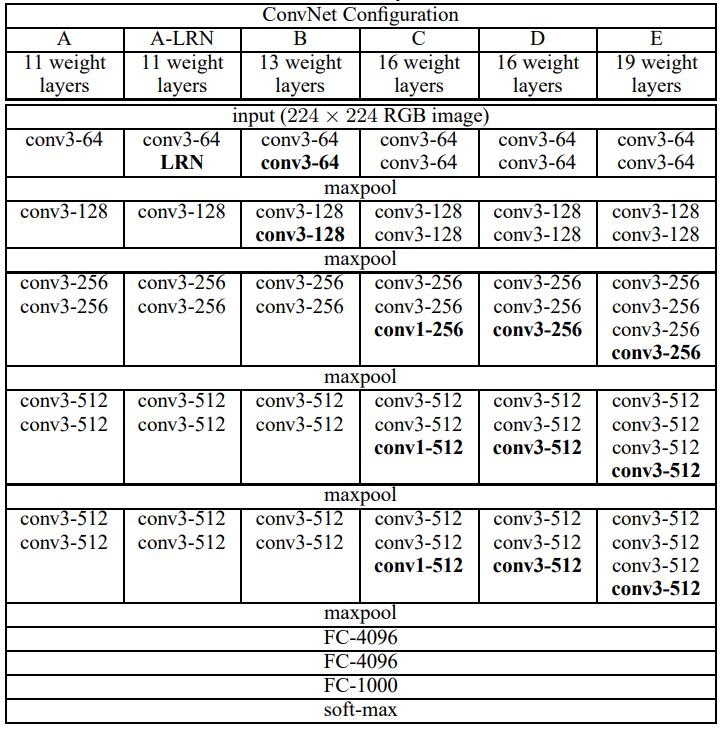 ConvNet Configuration
A A-LRN B C D E
11 weight layers 11 weight layers 13 weight layers 16 weight layers 16 weight layers 19 weight layers
input (224 × 224 RGB image)
conv3-64 conv3-64 conv3-64 conv3-64 conv3-64 conv3-64
LRN conv3-64 conv3-64 conv3-64 conv3-64
maxpool
conv3-128 conv3-128 conv3-128 conv3-128 conv3-128 conv3-128
conv3-128 conv3-128 conv3-128 conv3-128
maxpool
conv3-256 conv3-256 conv3-256 conv3-256 conv3-256 conv3-256
conv3-256 conv3-256 conv3-256 conv3-256 conv3-256 conv3-256
conv1-256 conv3-256 conv3-256
conv3-256
maxpool
conv3-512 conv3-512 conv3-512 conv3-512 conv3-512 conv3-512
conv3-512 conv3-512 conv3-512 conv3-512 conv3-512 conv3-512
conv1-512 conv3-512 conv3-512
conv3-512
maxpool
conv3-512 conv3-512 conv3-512 conv3-512 conv3-512 conv3-512
conv3-512 conv3-512 conv3-512 conv3-512 conv3-512 conv3-512
conv1-512 conv3-512 conv3-512
conv3-512
maxpool
FC-4096
FC-4096
FC-1000
soft-max